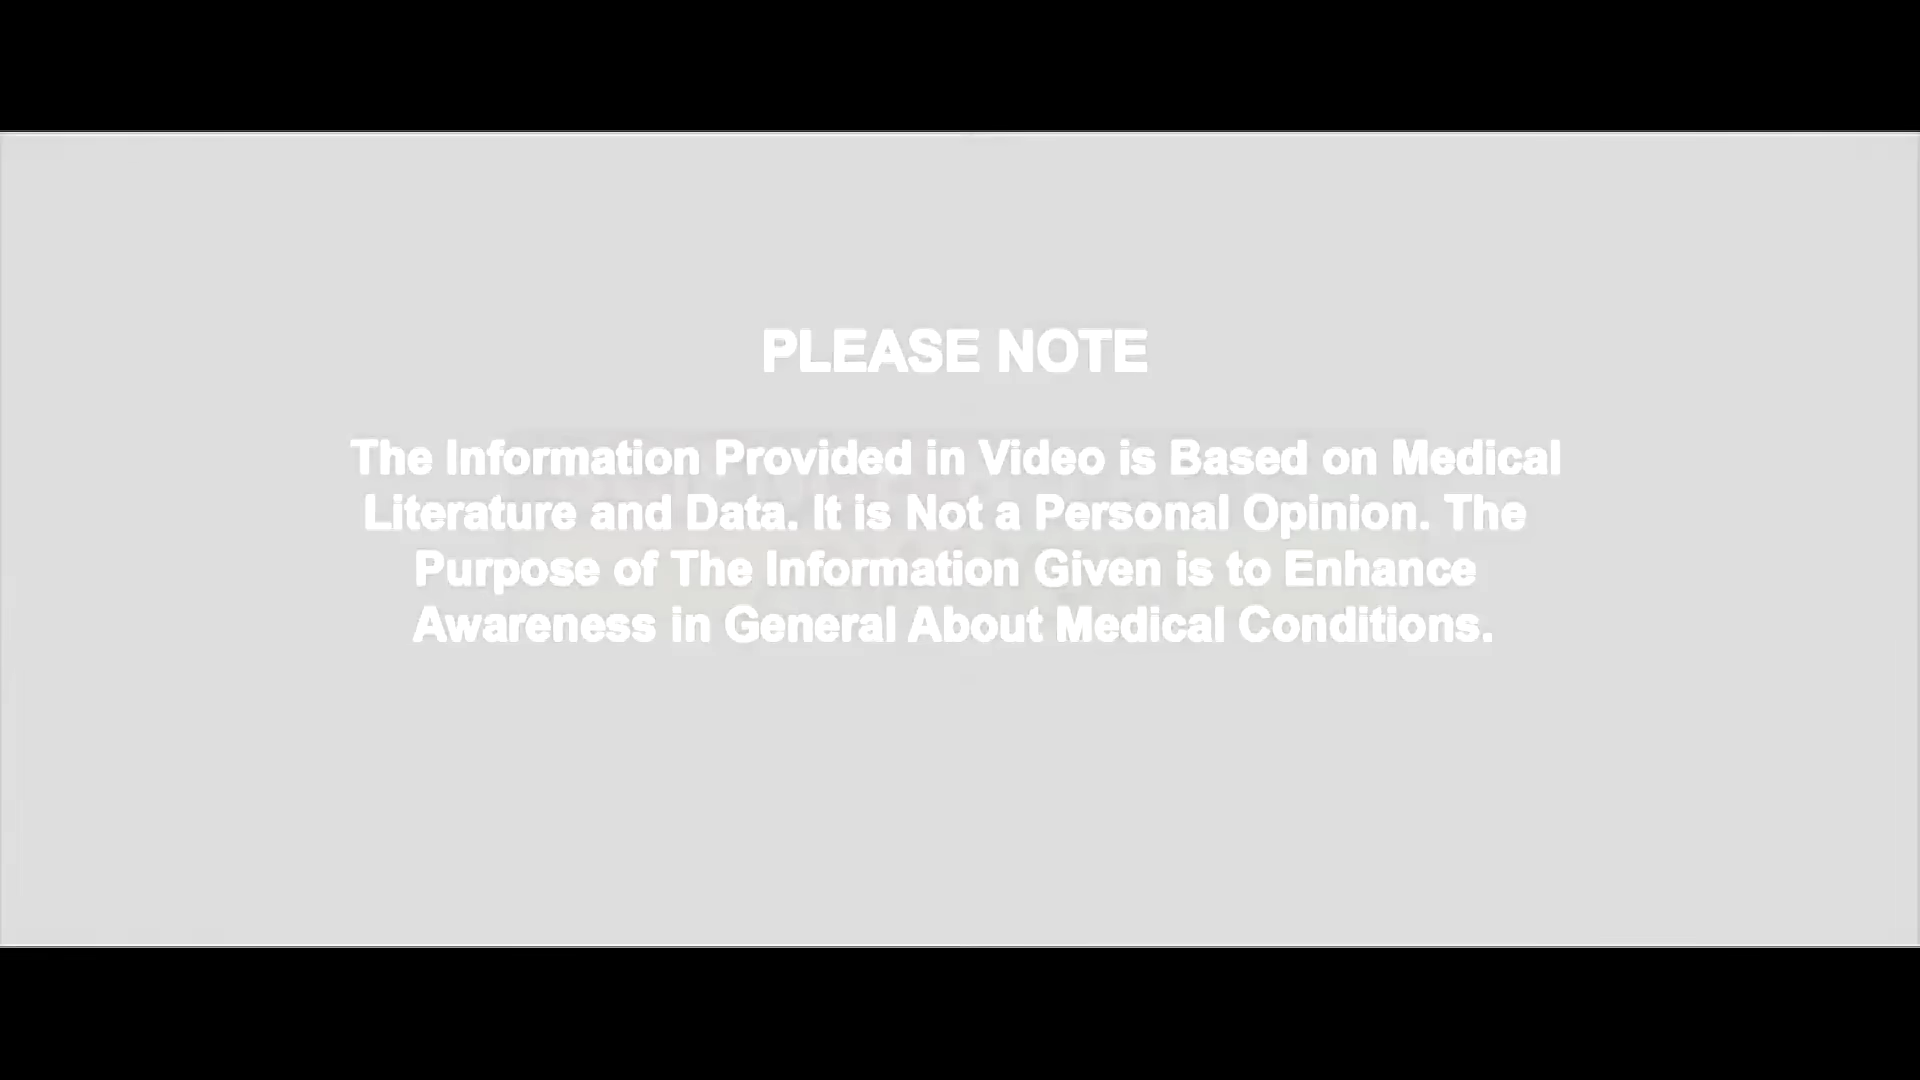 PLEASE NOTE
The Information Provided in Video is Based on Medical
Literature and Data. It is Not a Personal Opinion. The
Purpose of The Information Given is to Enhance
Awareness in General About Medical Conditions.